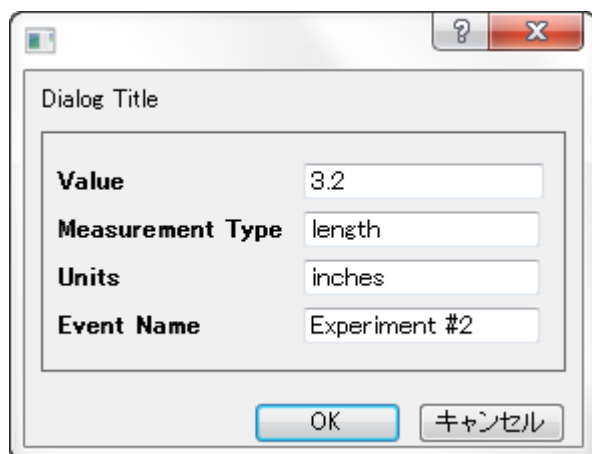 ?
X
Dialog Title
Value 3.2
Measurement Type length
Units inches
Event Name Experiment #2
OK キャンセル